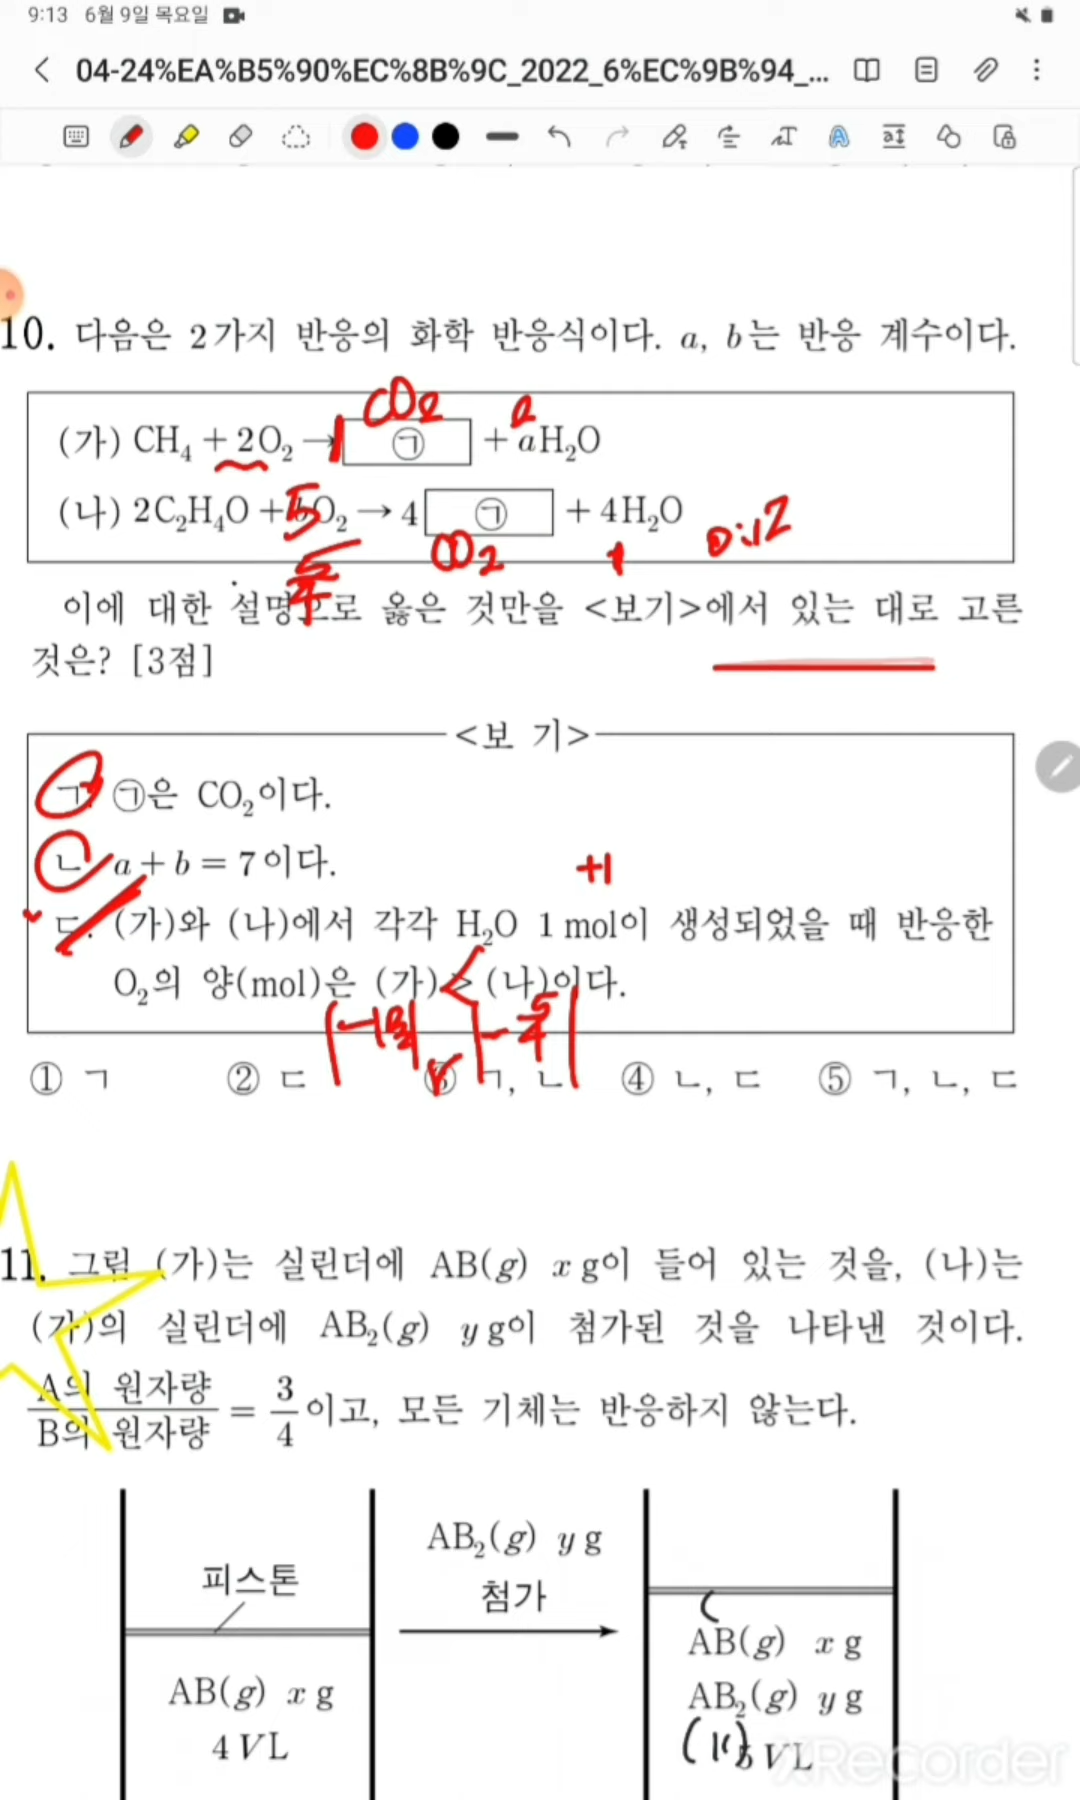 9:13 6월 9일 목요일
04-24%EA%B5%90%EC%8B%9C_2022_6%EC%9B%94_...
10. 다음은 2가지 반응의 화학 반응식이다. a, b는 반응 계수이다.
CO2 2
(가) CH₄ + 2O₂ → 1 ㉠ + aH₂O
(나) 2C₂H₄O + 5O₂ → 4 ㉠ + 4H₂O
CO2 1
이에 대한 설명으로 옳은 것만을 <보기>에서 있는 대로 고른
것은? [3점]
<보 기>
ㄱ. ㉠은 CO₂이다.
ㄴ. a + b = 7이다.
+1
ㄷ. (가)와 (나)에서 각각 H₂O 1 mol이 생성되었을 때 반응한
O₂의 양(mol)은 (가) > (나)이다.
① ㄱ ② ㄷ ③ ㄱ, ㄴ ④ ㄴ, ㄷ ⑤ ㄱ, ㄴ, ㄷ
11. 그림 (가)는 실린더에 AB(g) x g이 들어 있는 것을, (나)는
(가)의 실린더에 AB₂(g) y g이 첨가된 것을 나타낸 것이다.
A의 원자량
B의 원자량 = 3/4 이고, 모든 기체는 반응하지 않는다.
AB₂(g) y g
첨가
피스톤
AB(g) x g
4 VL
AB(g) x g
AB₂(g) y g
VL
XRecorder